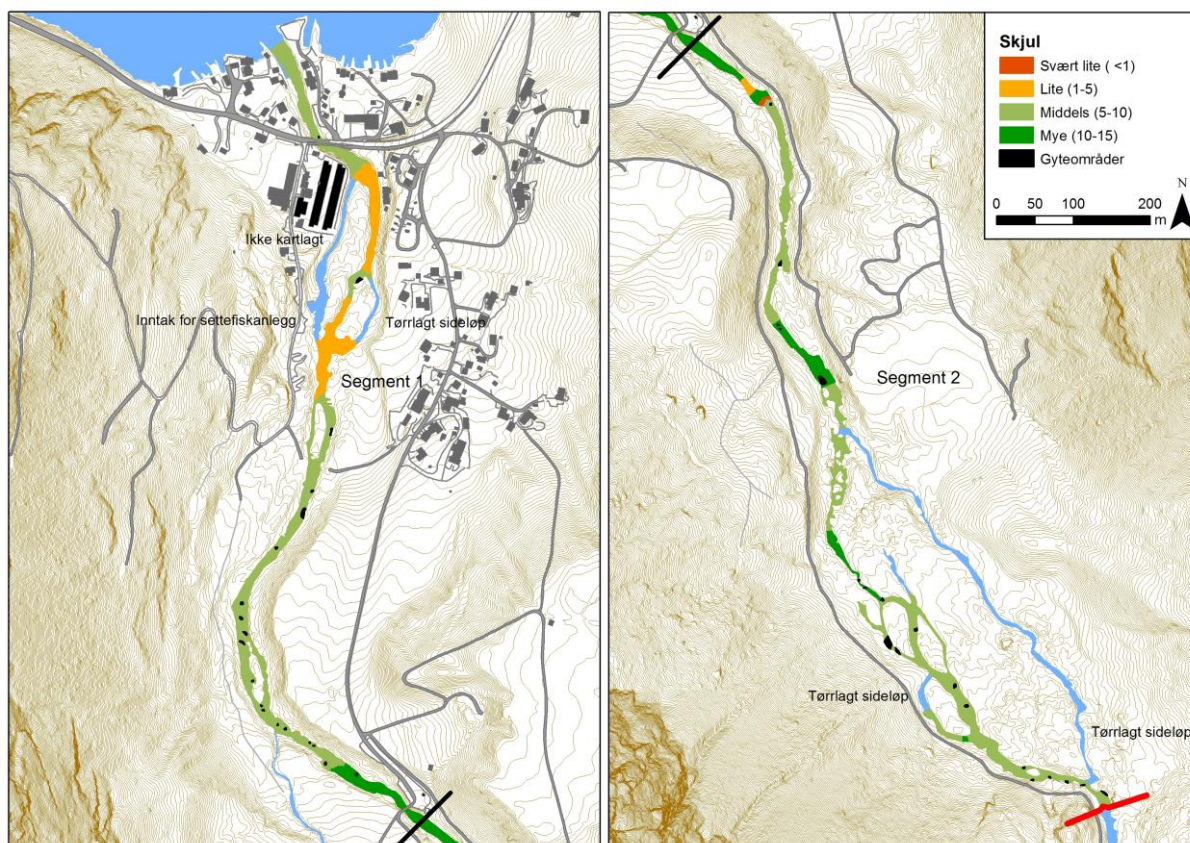 Ikke kartlagt
Inntak for settefiskanlegg
Tørrlagt sideløp
Segment 1
Skjul
Svært lite ( <1)
Lite (1-5)
Middels (5-10)
Mye (10-15)
Gyteområder
N
0 50 100 200
m
Segment 2
Tørrlagt sideløp
Tørrlagt sideløp